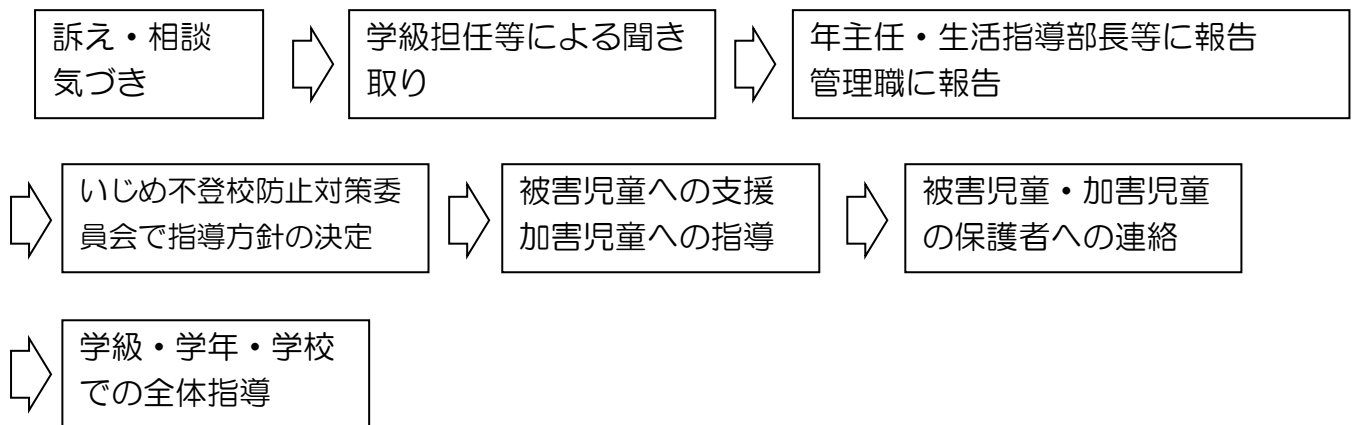 訴え・相談
気づき
学級担任等による聞き
取り
年主任・生活指導部長等に報告
管理職に報告
いじめ不登校防止対策委
員会で指導方針の決定
被害児童への支援
加害児童への指導
被害児童・加害児童
の保護者への連絡
学級・学年・学校
での全体指導